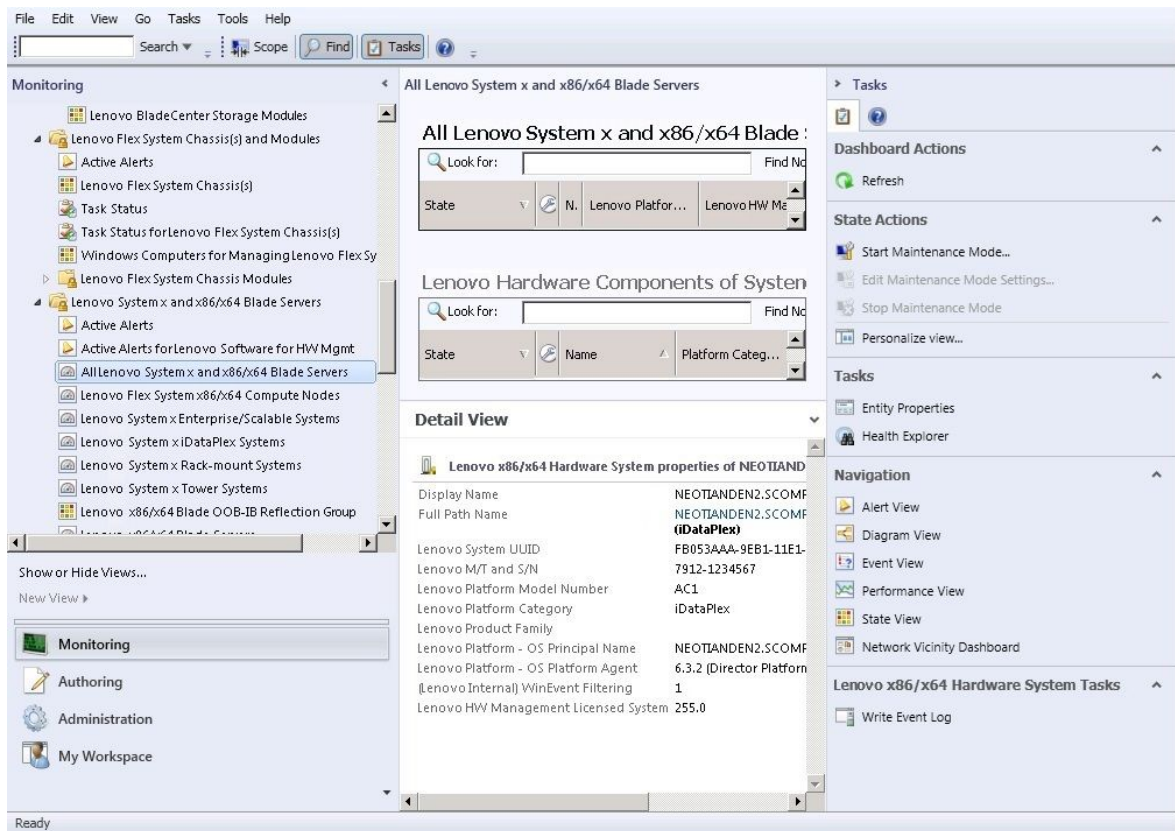 File Edit View Go Tasks Tools Help
Search Scope Find Tasks
Monitoring
Lenovo BladeCenter Storage Modules
Lenovo Flex System Chassis(s) and Modules
Active Alerts
Lenovo Flex System Chassis(s)
Task Status
Task Status for Lenovo Flex System Chassis(s)
Windows Computers for Managing Lenovo Flex Sy
Lenovo Flex System Chassis Modules
Lenovo System x and x86/x64 Blade Servers
Active Alerts
Active Alerts for Lenovo Software for HW Mgmt
All Lenovo System x and x86/x64 Blade Servers
Lenovo Flex System x86/x64 Compute Nodes
Lenovo System x Enterprise/Scalable Systems
Lenovo System x iDataPlex Systems
Lenovo System x Rack-mount Systems
Lenovo System x Tower Systems
Lenovo x86/x64 Blade OOB-IB Reflection Group
Show or Hide Views...
New View
Monitoring
Authoring
Administration
My Workspace
All Lenovo System x and x86/x64 Blade Servers
All Lenovo System x and x86/x64 Blade
Look for: Find No
State N. Lenovo Platfor... Lenovo HW Ma
Lenovo Hardware Components of System
Look for: Find No
State Name Platform Categ...
Detail View
Lenovo x86/x64 Hardware System properties of NEOTIAND
Display Name NEOTIANDEN2.SCOMF
Full Path Name NEOTIANDEN2.SCOMF
(iDataPlex)
Lenovo System UUID FB053AAA-9EB1-11E1-
Lenovo M/T and S/N 7912-1234567
Lenovo Platform Model Number AC1
Lenovo Platform Category iDataPlex
Lenovo Product Family
Lenovo Platform - OS Principal Name NEOTIANDEN2.SCOMF
Lenovo Platform - OS Platform Agent 6.3.2 (Director Platforn
(Lenovo Internal) WinEvent Filtering 1
Lenovo HW Management Licensed System 255.0
Tasks
Dashboard Actions
Refresh
State Actions
Start Maintenance Mode...
Edit Maintenance Mode Settings...
Stop Maintenance Mode
Personalize view...
Tasks
Entity Properties
Health Explorer
Navigation
Alert View
Diagram View
Event View
Performance View
State View
Network Vicinity Dashboard
Lenovo x86/x64 Hardware System Tasks
Write Event Log
Ready